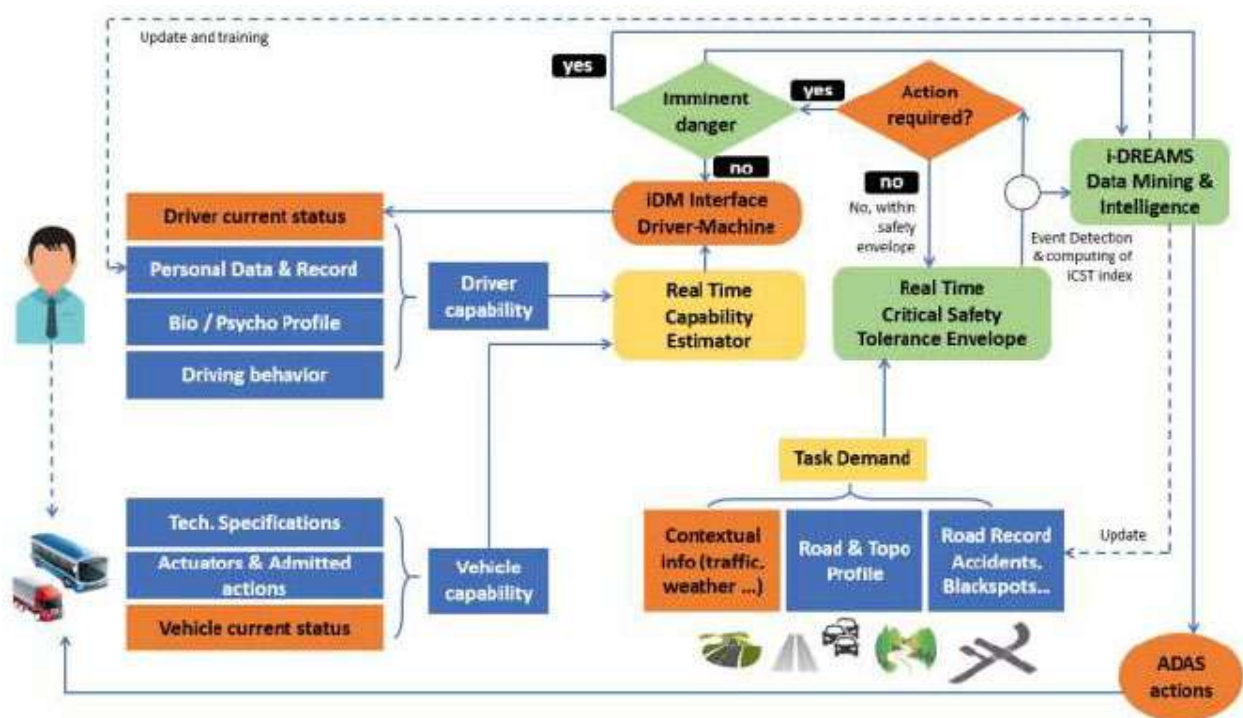 Update and training
yes
Imminent
danger
yes
Action
required?
no
no
No, within
safety
envelope
i-DREAMS
Data Mining &
Intelligence
iDM Interface
Driver-Machine
Event Detection
& computing of
iCST index
Driver current status
Personal Data & Record
Bio / Psycho Profile
Driving behavior
Driver
capability
Real Time
Capability
Estimator
Real Time
Critical Safety
Tolerance Envelope
Task Demand
Tech. Specifications
Actuators & Admitted
actions
Vehicle current status
Vehicle
capability
Contextual
info (traffic.
weather ...)
Road & Topo
Profile
Road Record
Accidents.
Blackspots...
Update
ADAS
actions